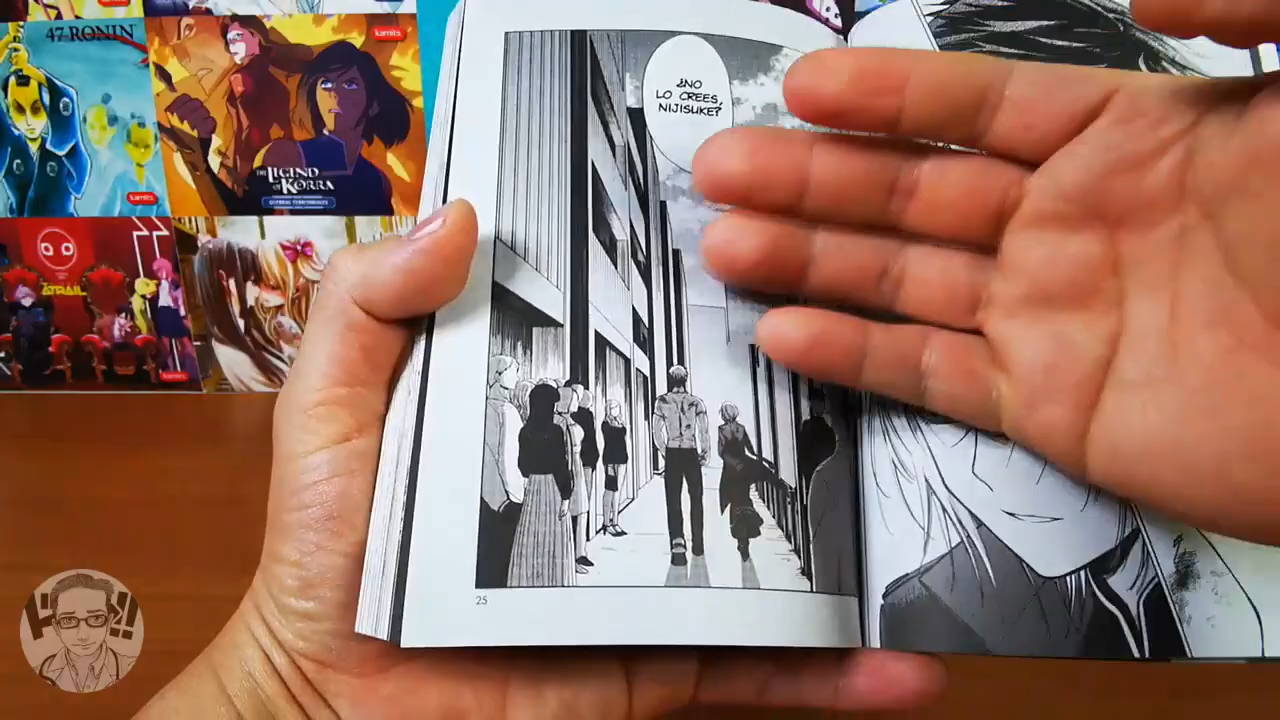 47 RONIN
kamite
THE LEGEND
OF KORRA
kamite
kamite
¿NO
LO CREES,
NIJISUKE?
25